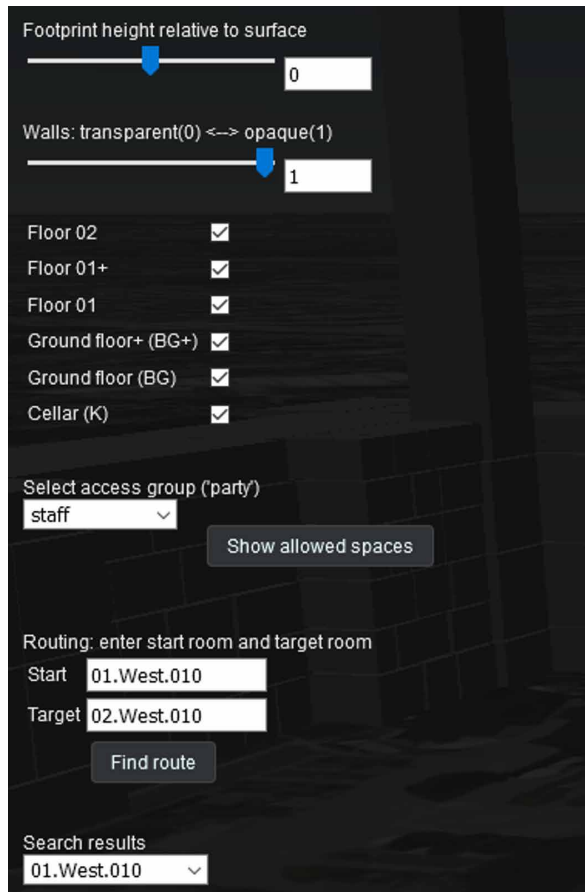 Footprint height relative to surface
0
Walls: transparent(0) <--> opaque(1)
1
Floor 02
Floor 01+
Floor 01
Ground floor+ (BG+)
Ground floor (BG)
Cellar (K)
Select access group ('party')
staff
Show allowed spaces
Routing: enter start room and target room
Start 01.West.010
Target 02.West.010
Find route
Search results
01.West.010